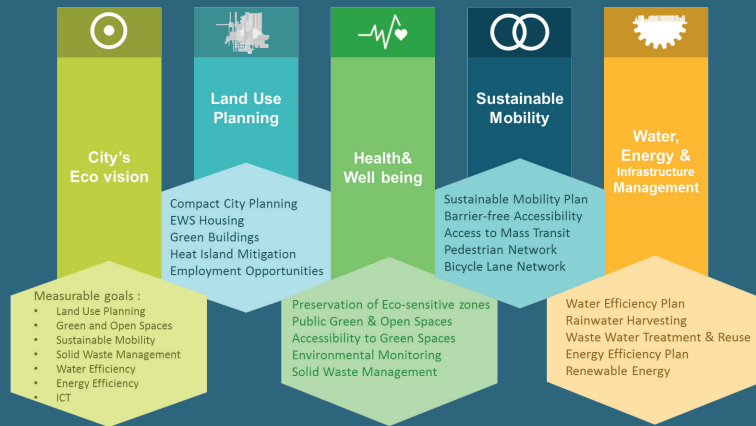 City's
Eco vision
Measurable goals :
• Land Use Planning
• Green and Open Spaces
• Sustainable Mobility
• Solid Waste Management
• Water Efficiency
• Energy Efficiency
• ICT
Land Use
Planning
Compact City Planning
EWS Housing
Green Buildings
Heat Island Mitigation
Employment Opportunities
Health&
Well being
Preservation of Eco-sensitive zones
Public Green & Open Spaces
Accessibility to Green Spaces
Environmental Monitoring
Solid Waste Management
Sustainable
Mobility
Sustainable Mobility Plan
Barrier-free Accessibility
Access to Mass Transit
Pedestrian Network
Bicycle Lane Network
Water,
Energy &
Infrastructure
Management
Water Efficiency Plan
Rainwater Harvesting
Waste Water Treatment & Reuse
Energy Efficiency Plan
Renewable Energy